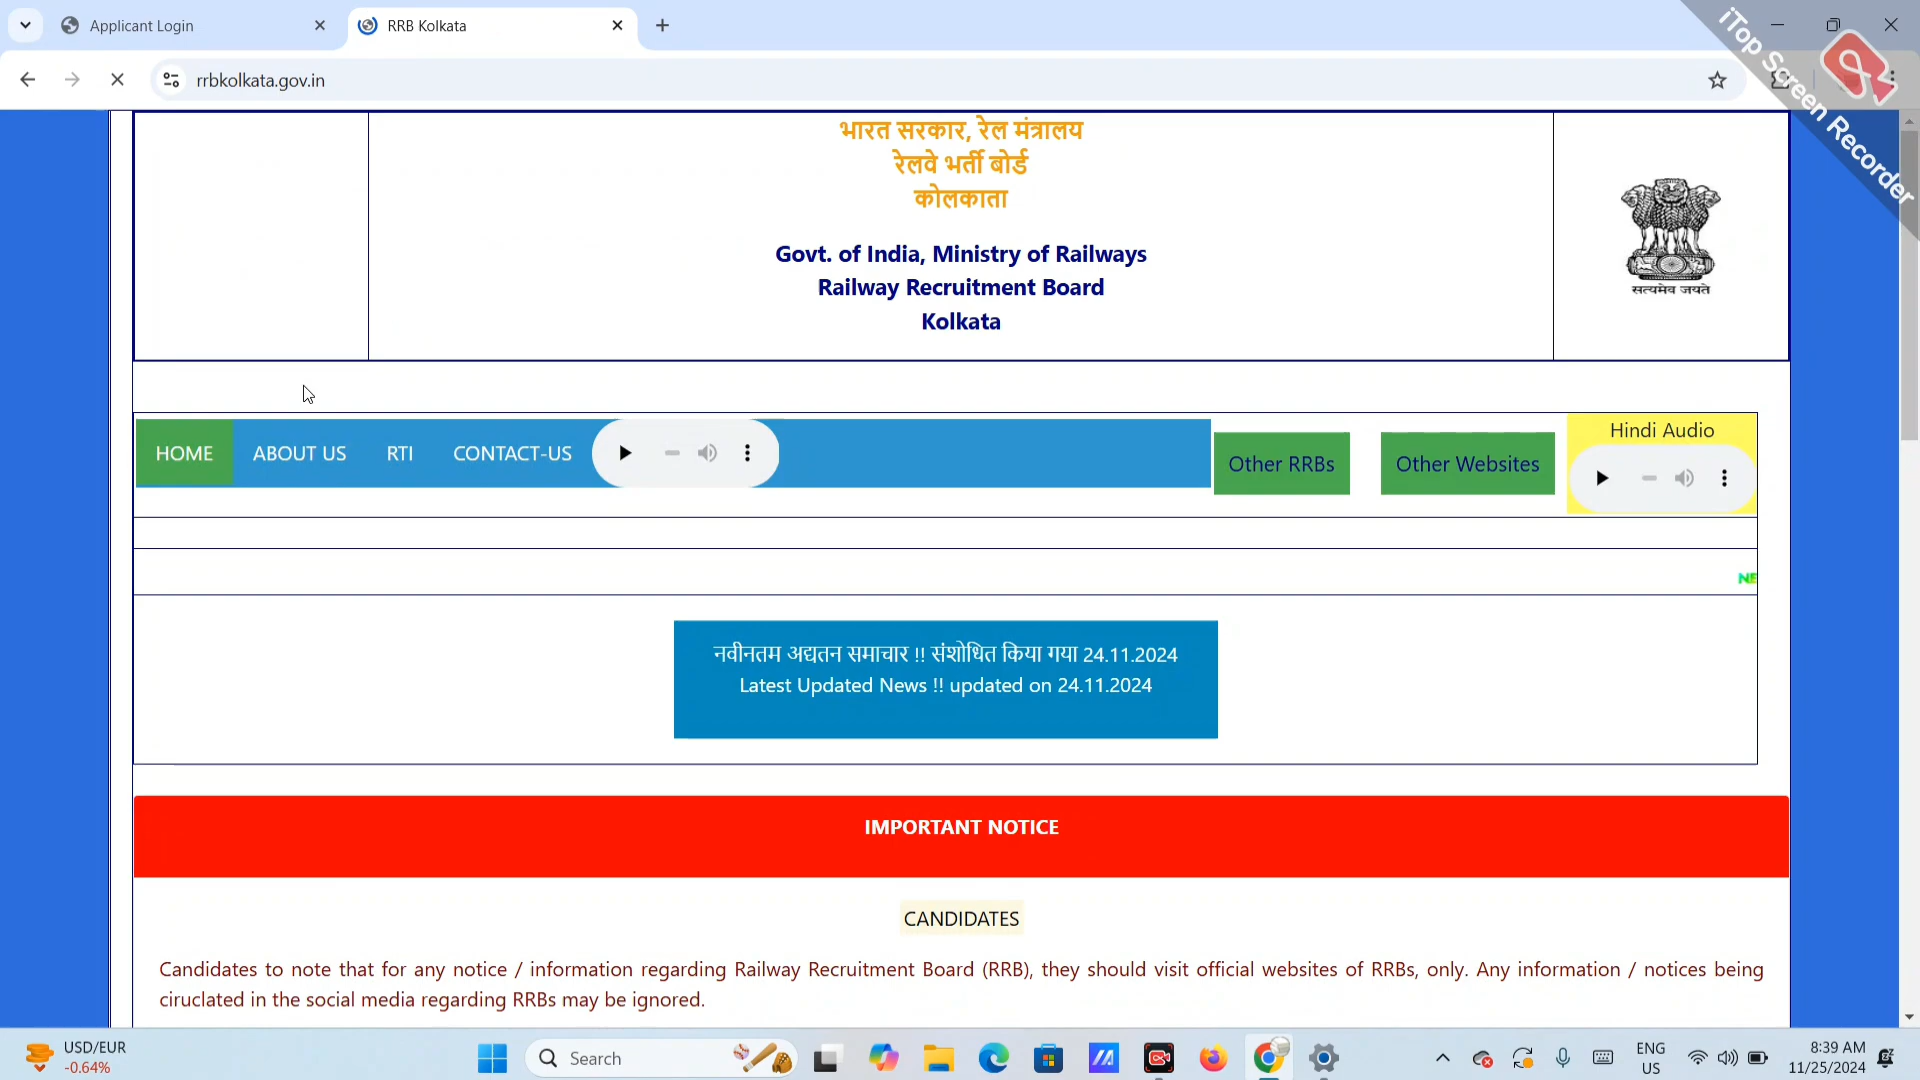 Applicant Login
RRB Kolkata
rrbkolkata.gov.in
iTop Screen Recorder
भारत सरकार, रेल मंत्रालय
रेलवे भर्ती बोर्ड
कोलकाता
Govt. of India, Ministry of Railways
Railway Recruitment Board
Kolkata
सत्यमेव जयते
HOME ABOUT US RTI CONTACT-US
Other RRBs
Other Websites
Hindi Audio
NE
नवीनतम अद्यतन समाचार !! संशोधित किया गया 24.11.2024
Latest Updated News !! updated on 24.11.2024
IMPORTANT NOTICE
CANDIDATES
Candidates to note that for any notice / information regarding Railway Recruitment Board (RRB), they should visit official websites of RRBs, only. Any information / notices being
ciruclated in the social media regarding RRBs may be ignored.
USD/EUR
-0.64%
Search
ENG
US
8:39 AM
11/25/2024